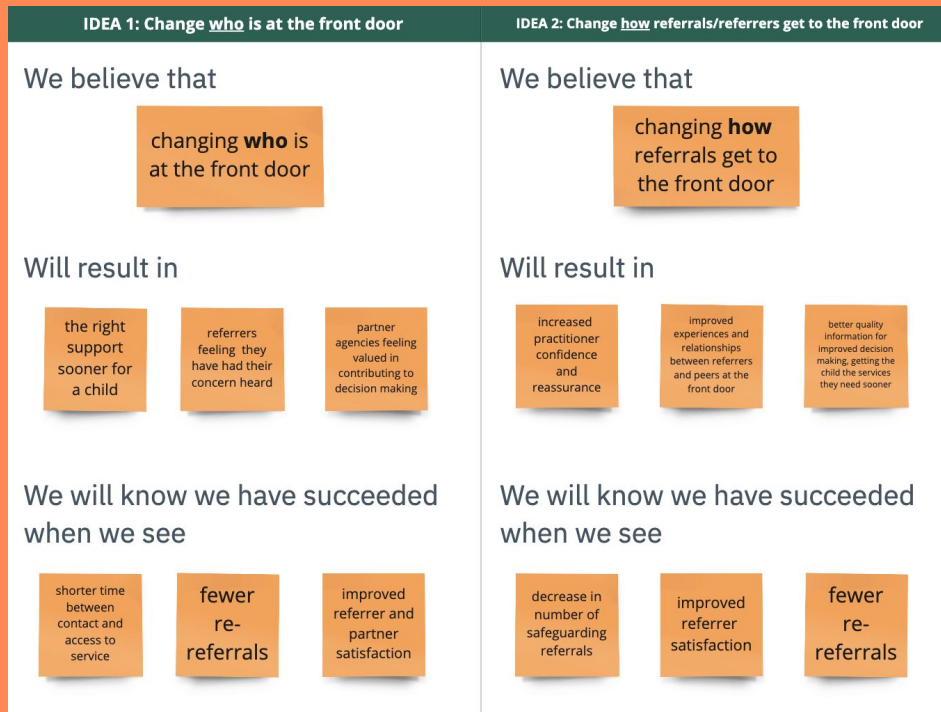 IDEA 1: Change who is at the front door
We believe that
changing who is
at the front door
Will result in
the right
support
sooner for
a child
referrers
feeling they
have had their
concern heard
partner
agencies feeling
valued in
contributing to
decision making
We will know we have succeeded
when we see
shorter time
between
contact and
access to
service
fewer
re-
referrals
improved
referrer and
partner
satisfaction
IDEA 2: Change how referrals/referrers get to the front door
We believe that
changing how
referrals get to
the front door
Will result in
increased
practitioner
confidence
and
reassurance
improved
experiences and
relationships
between referrers
and peers at the
front door
better quality
information for
improved decision
making, getting the
child the services
they need sooner
We will know we have succeeded
when we see
decrease in
number of
safeguarding
referrals
improved
referrer
satisfaction
fewer
re-
referrals